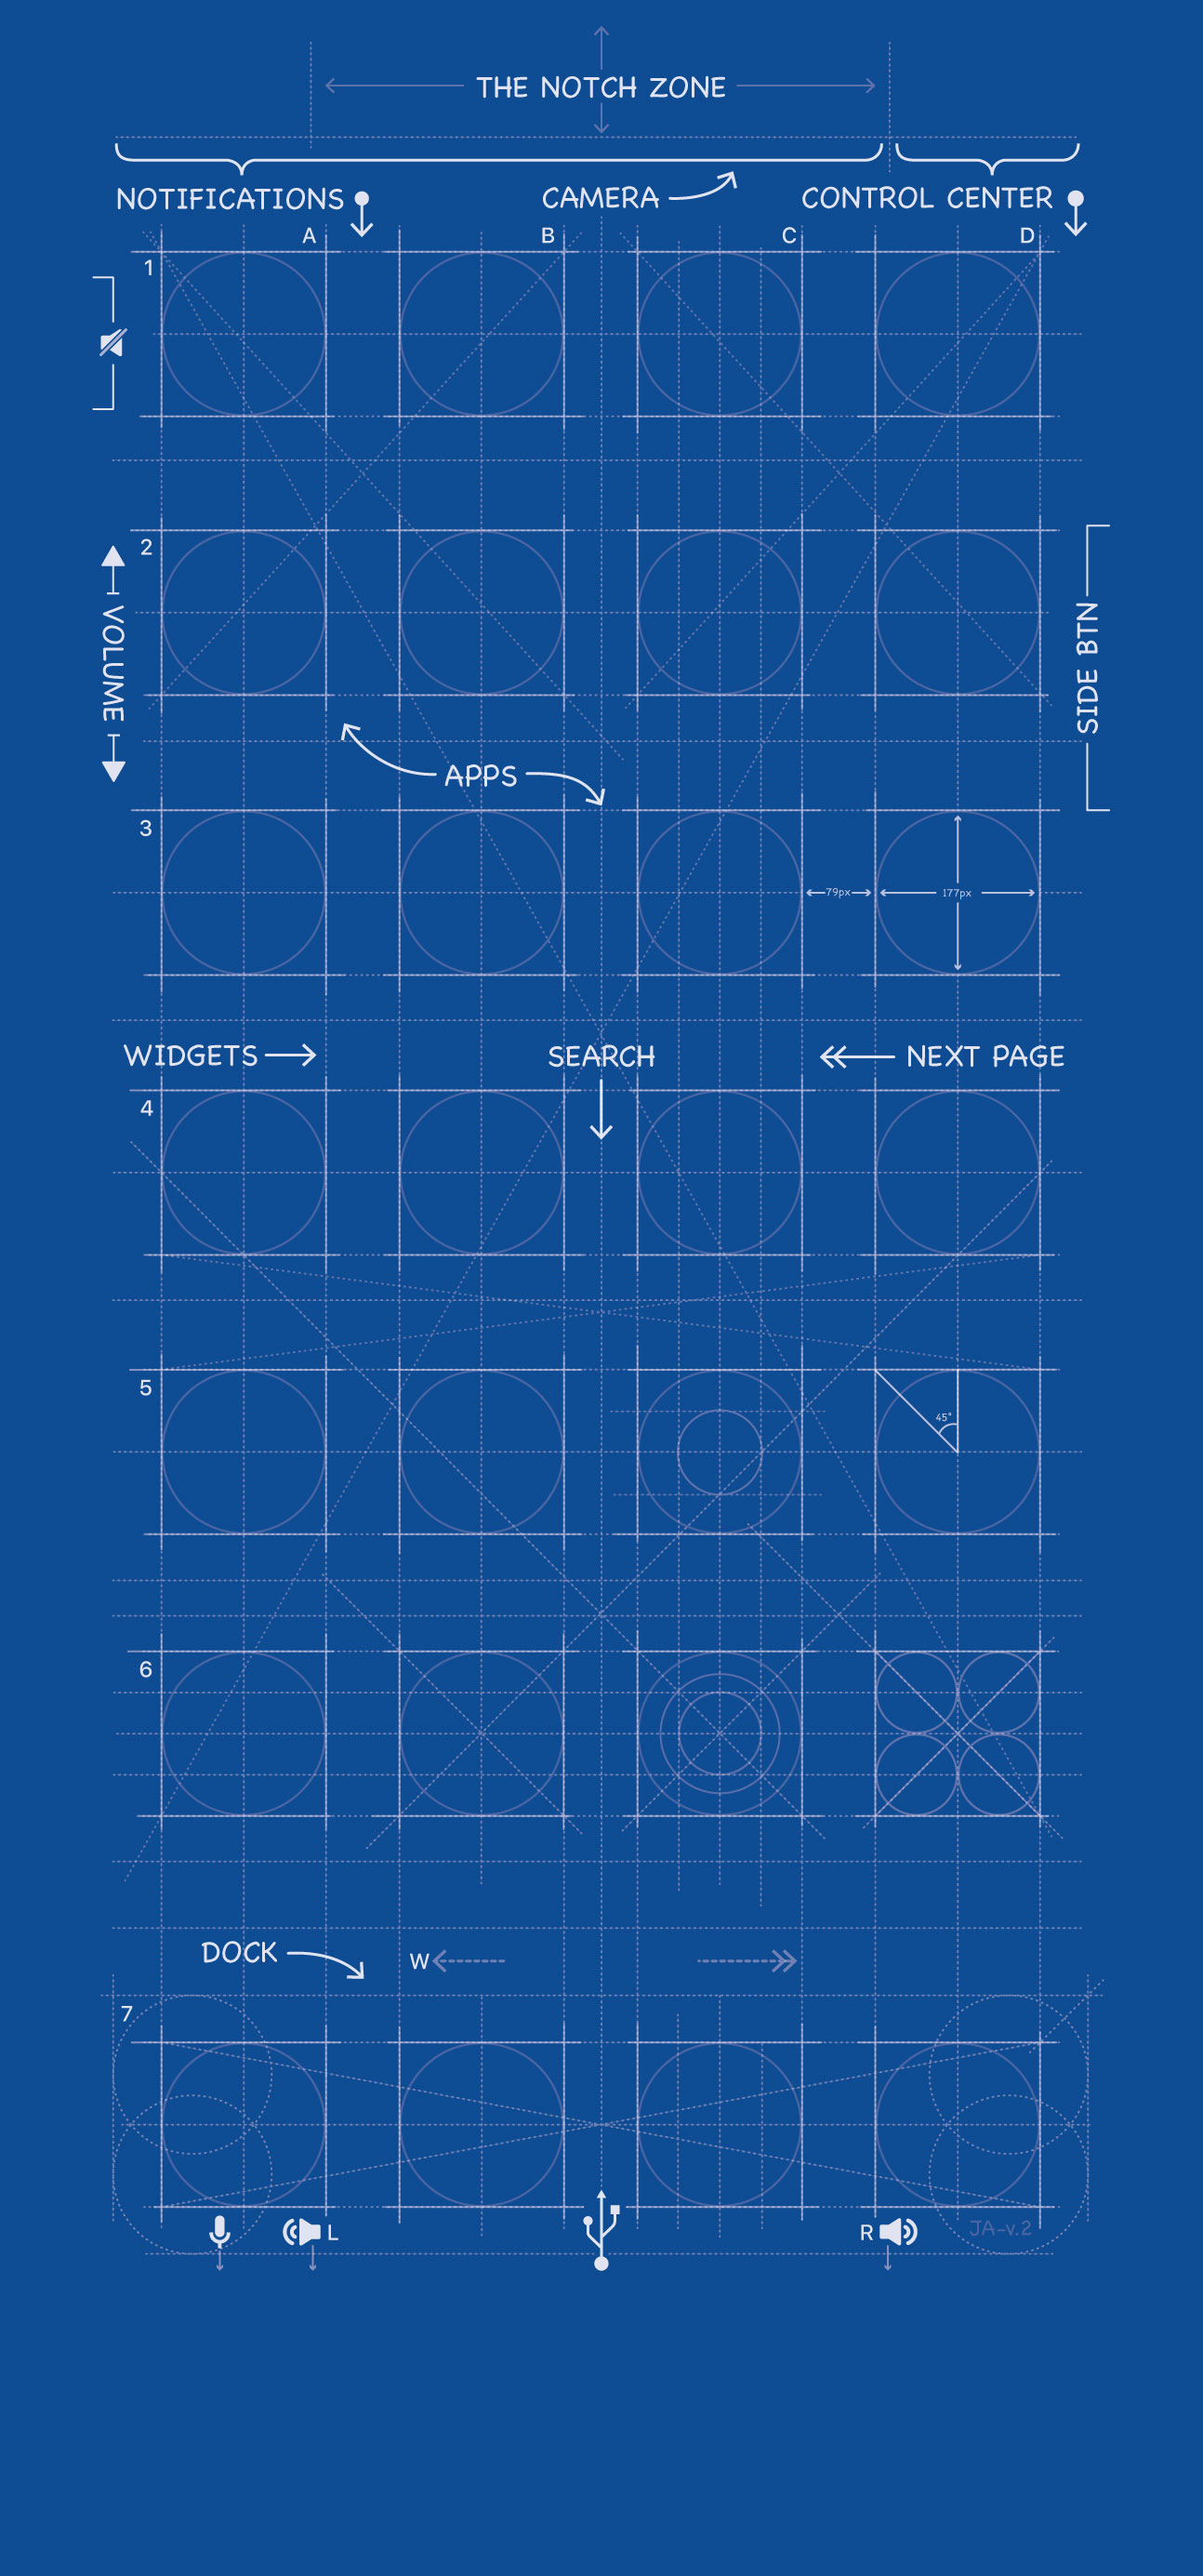 THE NOTCH ZONE
NOTIFICATIONS
CAMERA
CONTROL CENTER
A
B
C
D
1
2
VOLUME
SIDE BTN
APPS
3
79px
177px
WIDGETS
SEARCH
NEXT PAGE
4
5
45°
6
DOCK
W
7
L
R
JA-v.2